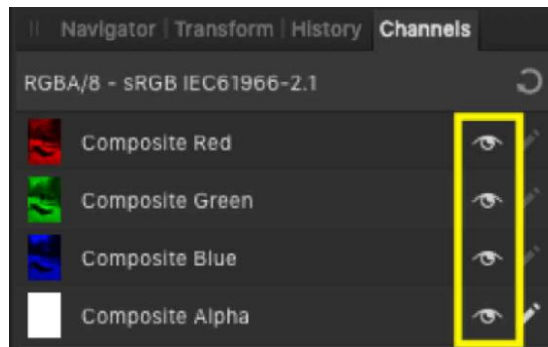 Navigator | Transform | History Channels
RGBA/8 - sRGB IEC61966-2.1
Composite Red
Composite Green
Composite Blue
Composite Alpha